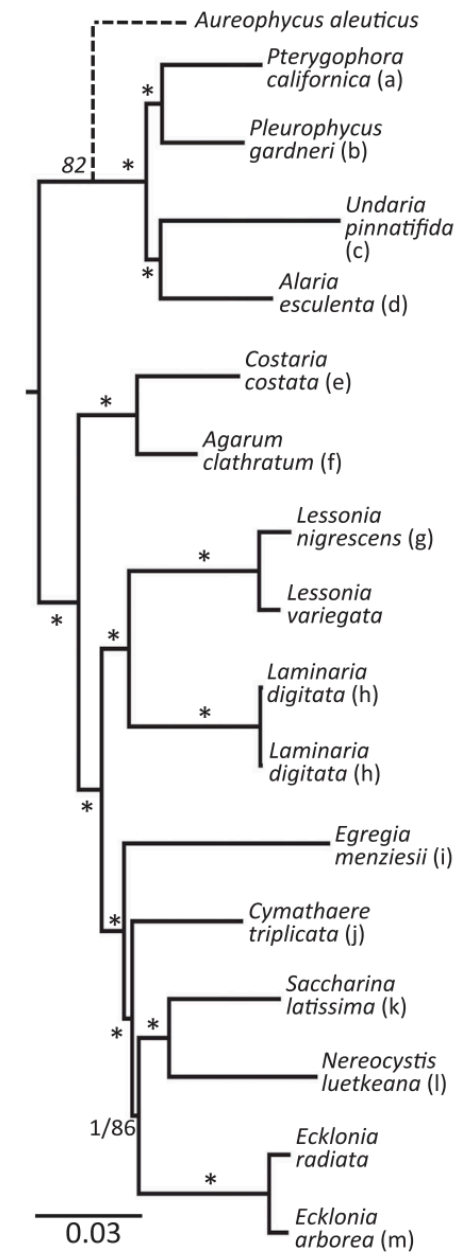 Aureophycus aleuticus
Pterygophora
californica (a)
*
Pleurophycus
gardneri (b)
82
*
Undaria
pinnatifida
(c)
*
Alaria
esculenta (d)
Costaria
costata (e)
*
Agarum
clathratum (f)
Lessonia
nigrescens (g)
*
Lessonia
variegata
*
*
Laminaria
digitata (h)
*
Laminaria
digitata (h)
*
Egregia
menziesii (i)
*
Cymathaere
triplicata (j)
Saccharina
latissima (k)
*
*
Nereocystis
luetkeana (l)
1/86
Ecklonia
radiata
*
Ecklonia
arborea (m)
0.03